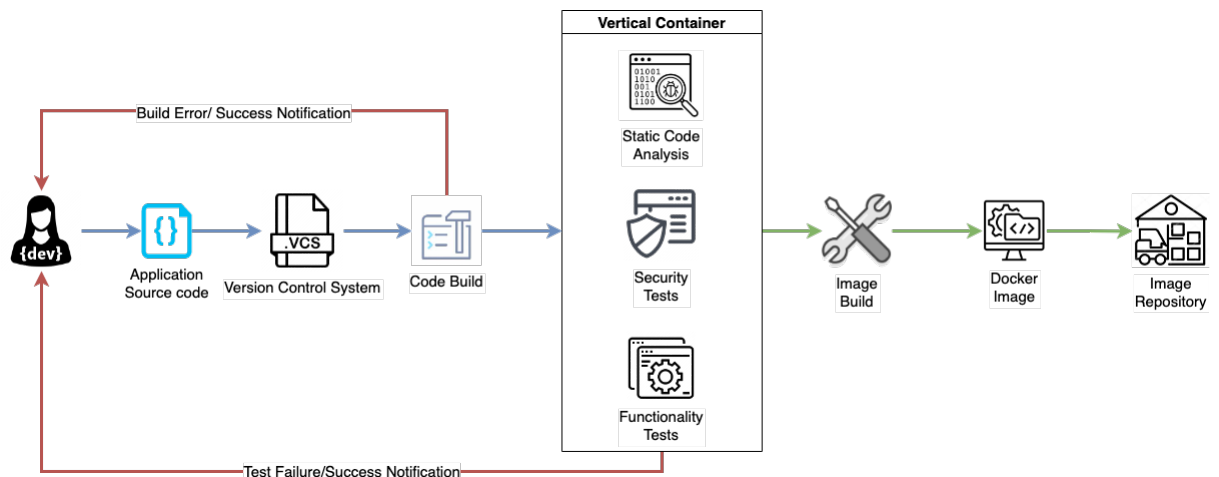 Vertical Container
01001
1010
001
0101
1100
Static Code
Analysis
Build Error/ Success Notification
{dev}
{}
Application
Source code
.VCS
Version Control System
Code Build
Security
Tests
Functionality
Tests
Image
Build
</>
Docker
Image
Image
Repository
Test Failure/Success Notification